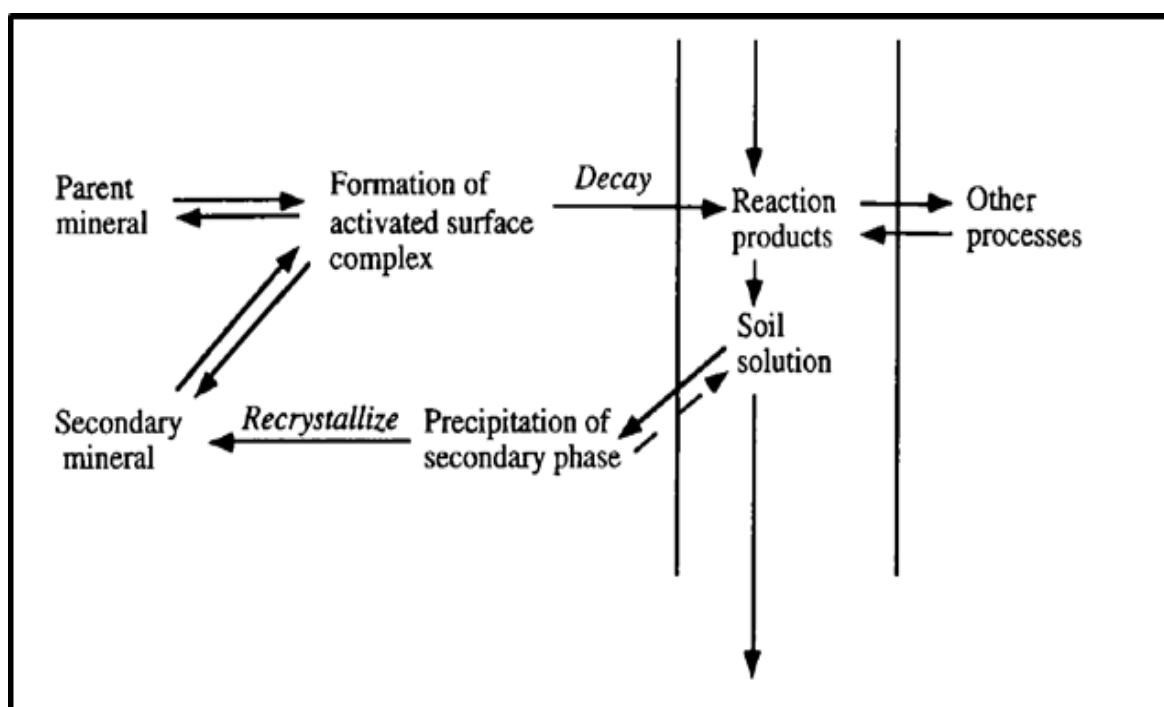 Parent
mineral
Formation of
activated surface
complex
Decay
Reaction
products
Other
processes
Soil
solution
Secondary
mineral
Recrystallize
Precipitation of
secondary phase